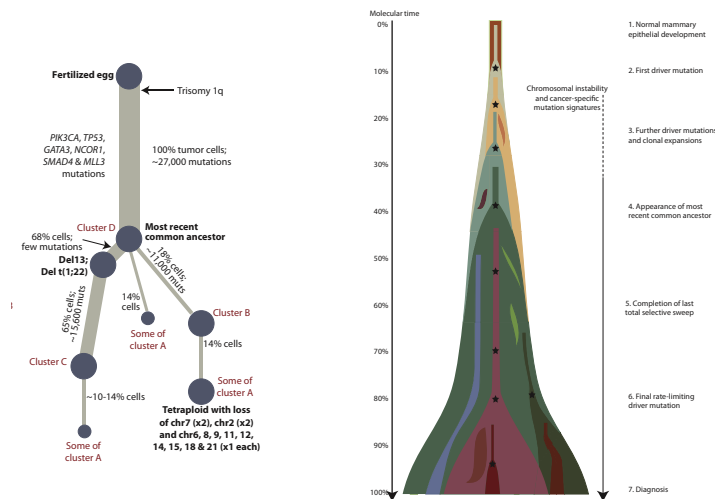 Fertilized egg
Trisomy 1q
PIK3CA, TP53,
GATA3, NCOR1,
SMAD4 & MLL3
mutations
100% tumor cells;
~27,000 mutations
Cluster D
Most recent
common ancestor
68% cells;
few mutations
Del13;
Del t(1;22)
18% cells;
~11,000 muts
65% cells;
~15,600 muts
14%
cells
Cluster B
Some of
cluster A
14% cells
Cluster C
~10-14% cells
Some of
cluster A
Some of
cluster A
Tetraploid with loss
of chr7 (x2), chr2 (x2)
and chr6, 8, 9, 11, 12,
14, 15, 18 & 21 (x1 each)
Molecular time
0%
10%
20%
30%
40%
50%
60%
70%
80%
90%
100%
Chromosomal instability
and cancer-specific
mutation signatures
1. Normal mammary
epithelial development
2. First driver mutation
3. Further driver mutations
and clonal expansions
4. Appearance of most
recent common ancestor
5. Completion of last
total selective sweep
6. Final rate-limiting
driver mutation
7. Diagnosis